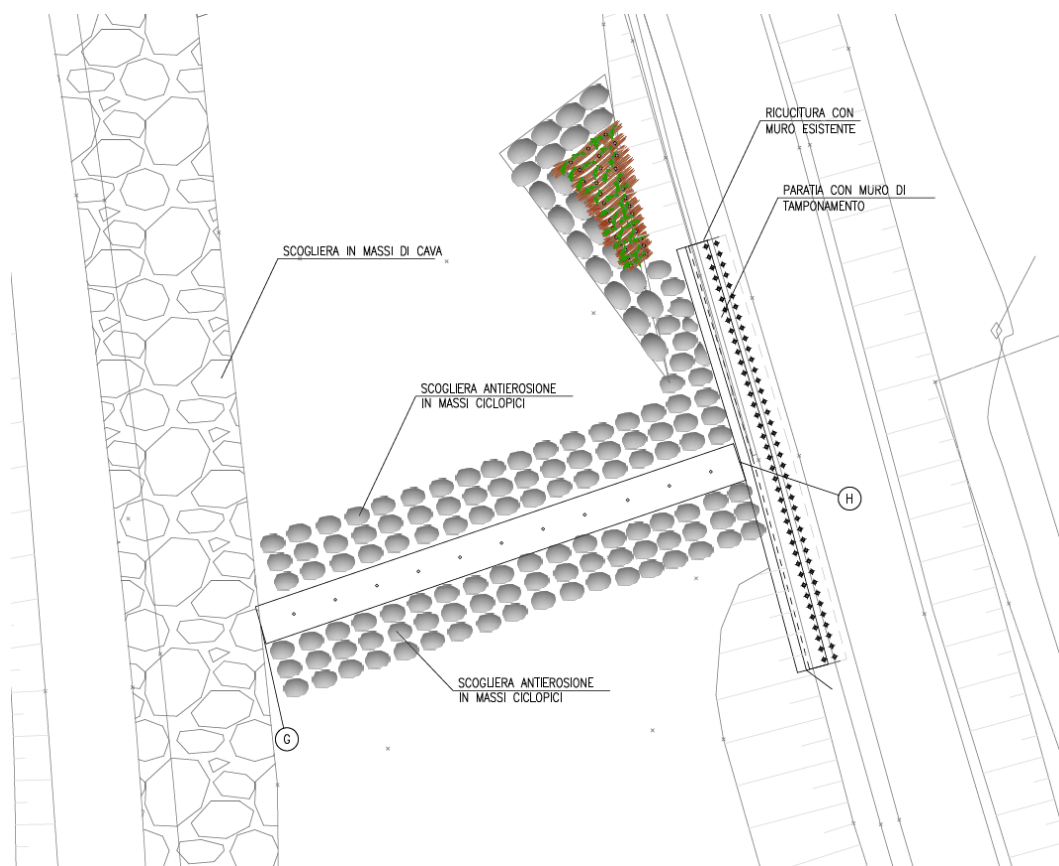 RICUCITURA CON
MURO ESISTENTE
PARATIA CON MURO DI
TAMPONAMENTO
SCOGLIERA IN MASSI DI CAVA
SCOGLIERA ANTIEROSIONE
IN MASSI CICLOPICI
H
SCOGLIERA ANTIEROSIONE
IN MASSI CICLOPICI
G